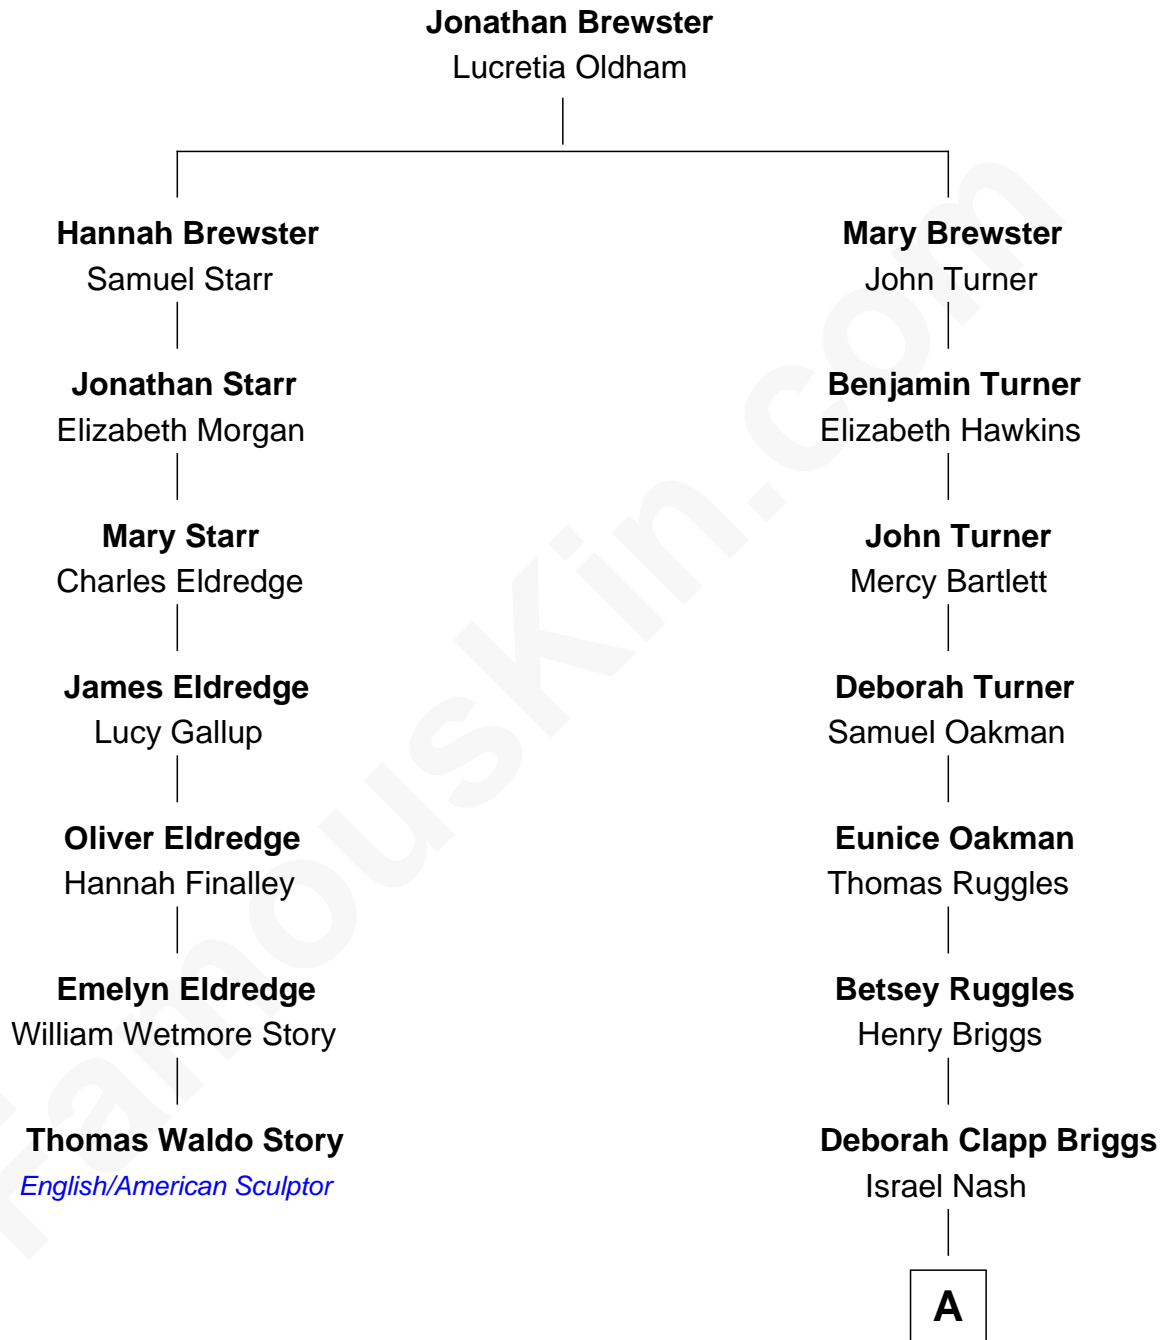 Jonathan Brewster
Lucretia Oldham
Hannah Brewster
Samuel Starr
Jonathan Starr
Elizabeth Morgan
Mary Starr
Charles Eldredge
James Eldredge
Lucy Gallup
Oliver Eldredge
Hannah Finalley
Emelyn Eldredge
William Wetmore Story
Thomas Waldo Story
English/American Sculptor
Mary Brewster
John Turner
Benjamin Turner
Elizabeth Hawkins
John Turner
Mercy Bartlett
Deborah Turner
Samuel Oakman
Eunice Oakman
Thomas Ruggles
Betsey Ruggles
Henry Briggs
Deborah Clapp Briggs
Israel Nash
A
FamousKin.com